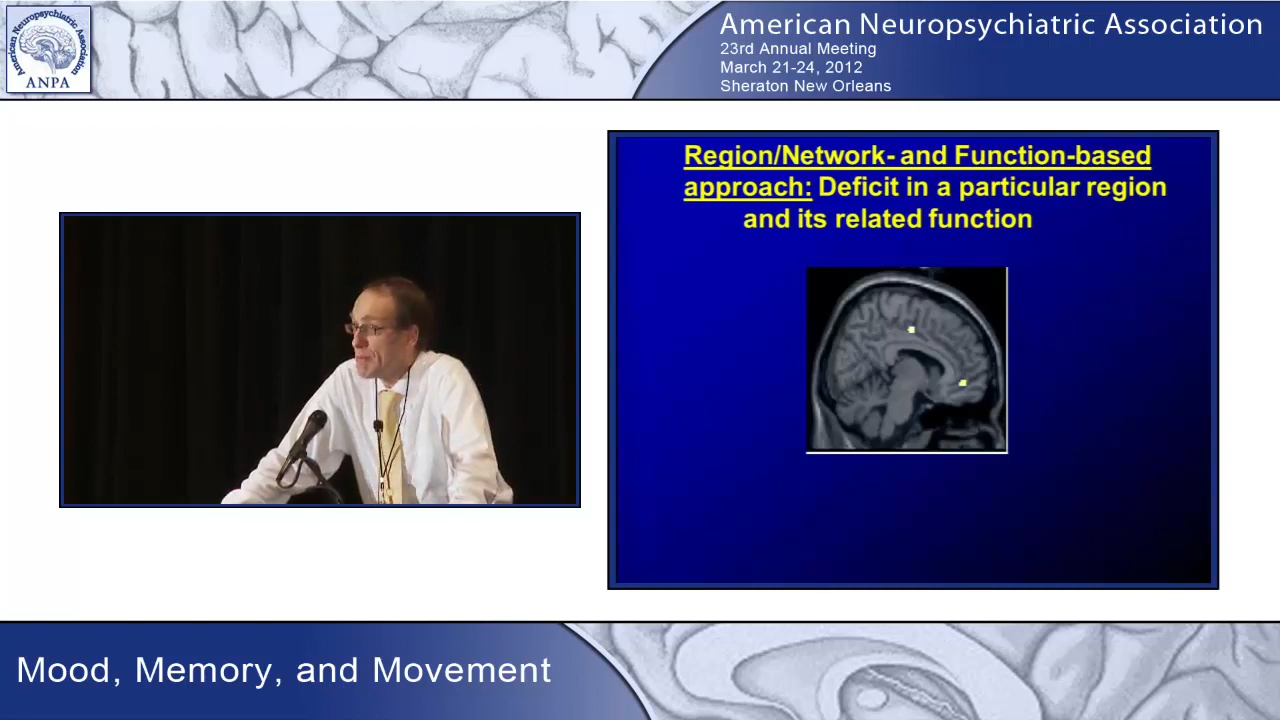 American Neuropsychiatric Association
ANPA
American Neuropsychiatric Association
23rd Annual Meeting
March 21-24, 2012
Sheraton New Orleans
Region/Network- and Function-based
approach: Deficit in a particular region
and its related function
Mood, Memory, and Movement